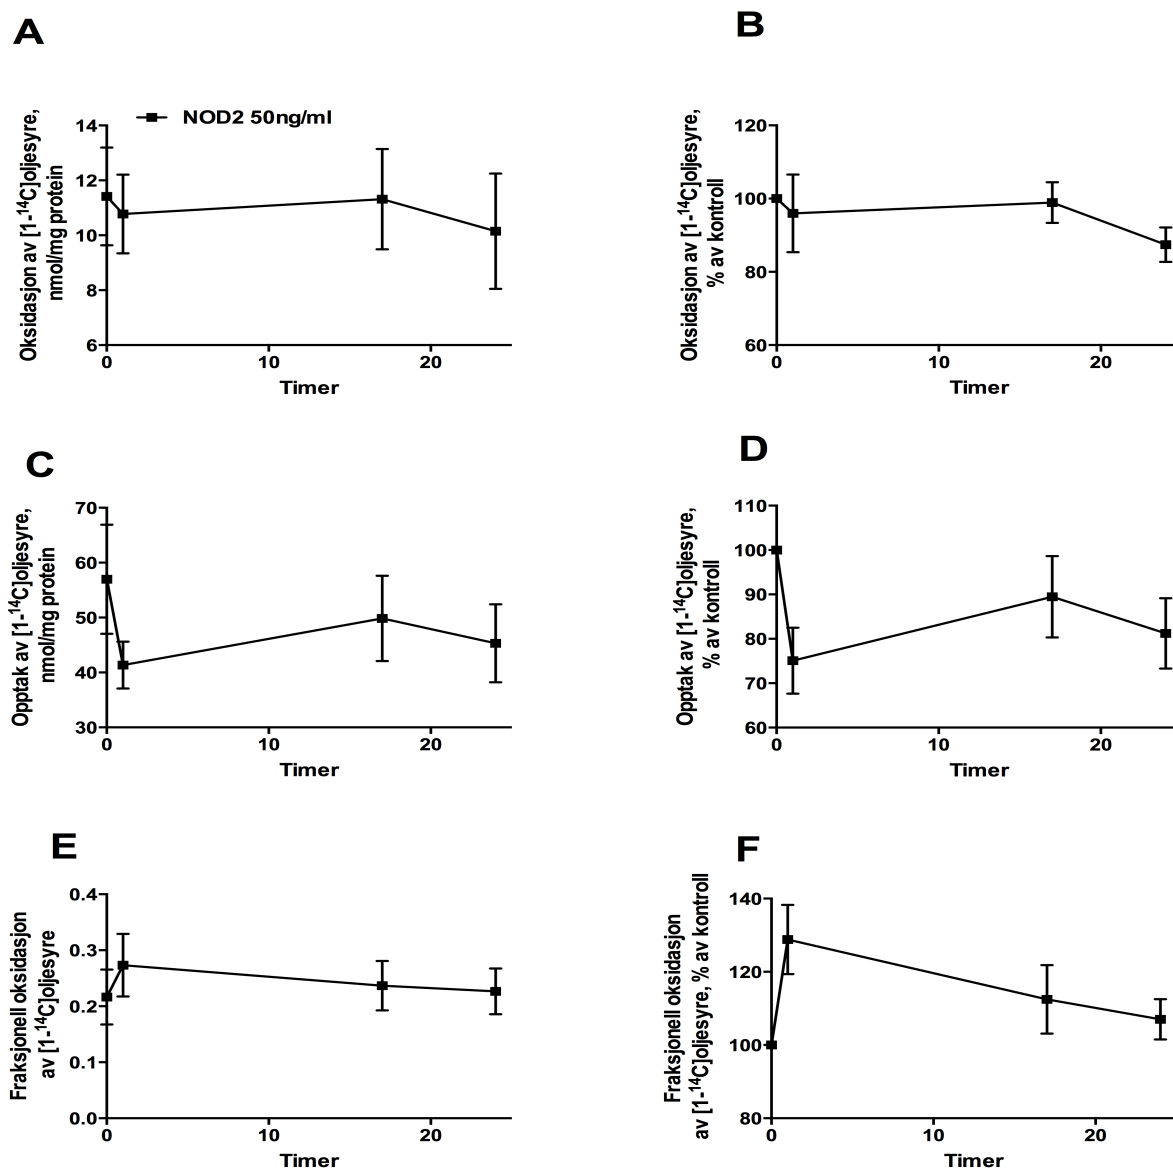 A
NOD2 50ng/ml
Oksidasjon av [1-¹⁴C]oljesyre,
nmol/mg protein
14
12
10
8
6
0
10
20
Timer
B
Oksidasjon av [1-¹⁴C]oljesyre,
% av kontroll
120
100
80
60
0
10
20
Timer
C
Opptak av [1-¹⁴C]oljesyre,
nmol/mg protein
70
60
50
40
30
0
10
20
Timer
D
Opptak av [1-¹⁴C]oljesyre,
% av kontroll
110
100
90
80
70
60
0
10
20
Timer
E
Fraksjonell oksidasjon
av [1-¹⁴C]oljesyre
0.4
0.3
0.2
0.1
0.0
0
10
20
Timer
F
Fraksjonell oksidasjon
av [1-¹⁴C]oljesyre, % av kontroll
140
120
100
80
0
10
20
Timer